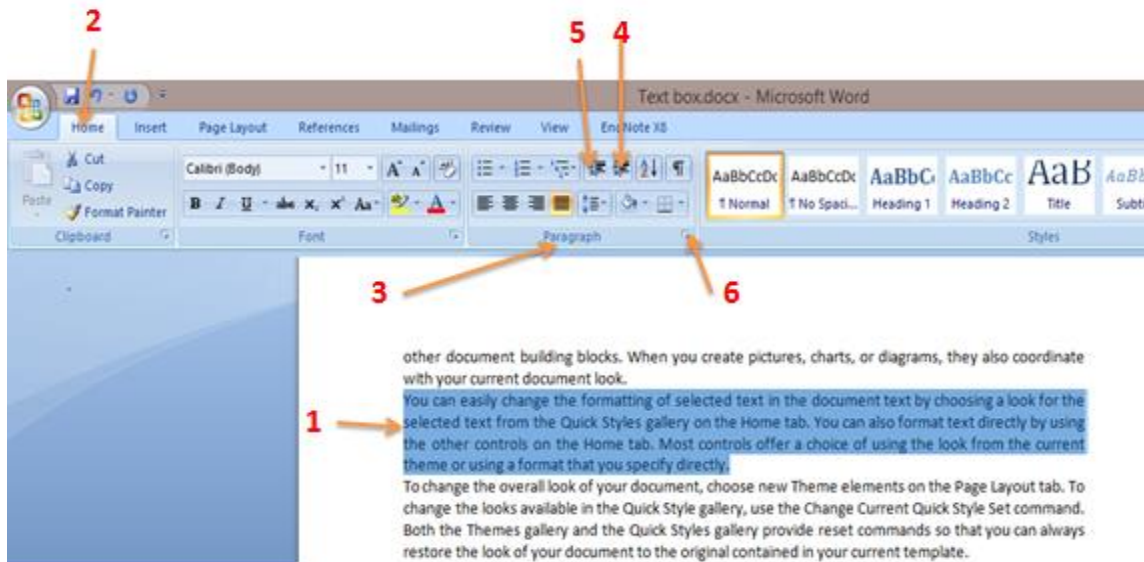 2
5 4
Text box.docx - Microsoft Word
Home Insert Page Layout References Mailings Review View EndNote X8
Cut
Copy
Paste
Format Painter
Calibri (Body) 11
B I U abe x, x² Aa A
AaBbCcDc AaBbCcDc AaBbC AaBbCc AaB AaBb
¶ Normal ¶ No Spaci... Heading 1 Heading 2 Title Subti
Clipboard Font Paragraph Styles
3 6
other document building blocks. When you create pictures, charts, or diagrams, they also coordinate
with your current document look.
1
You can easily change the formatting of selected text in the document text by choosing a look for the
selected text from the Quick Styles gallery on the Home tab. You can also format text directly by using
the other controls on the Home tab. Most controls offer a choice of using the look from the current
theme or using a format that you specify directly.
To change the overall look of your document, choose new Theme elements on the Page Layout tab. To
change the looks available in the Quick Style gallery, use the Change Current Quick Style Set command.
Both the Themes gallery and the Quick Styles gallery provide reset commands so that you can always
restore the look of your document to the original contained in your current template.